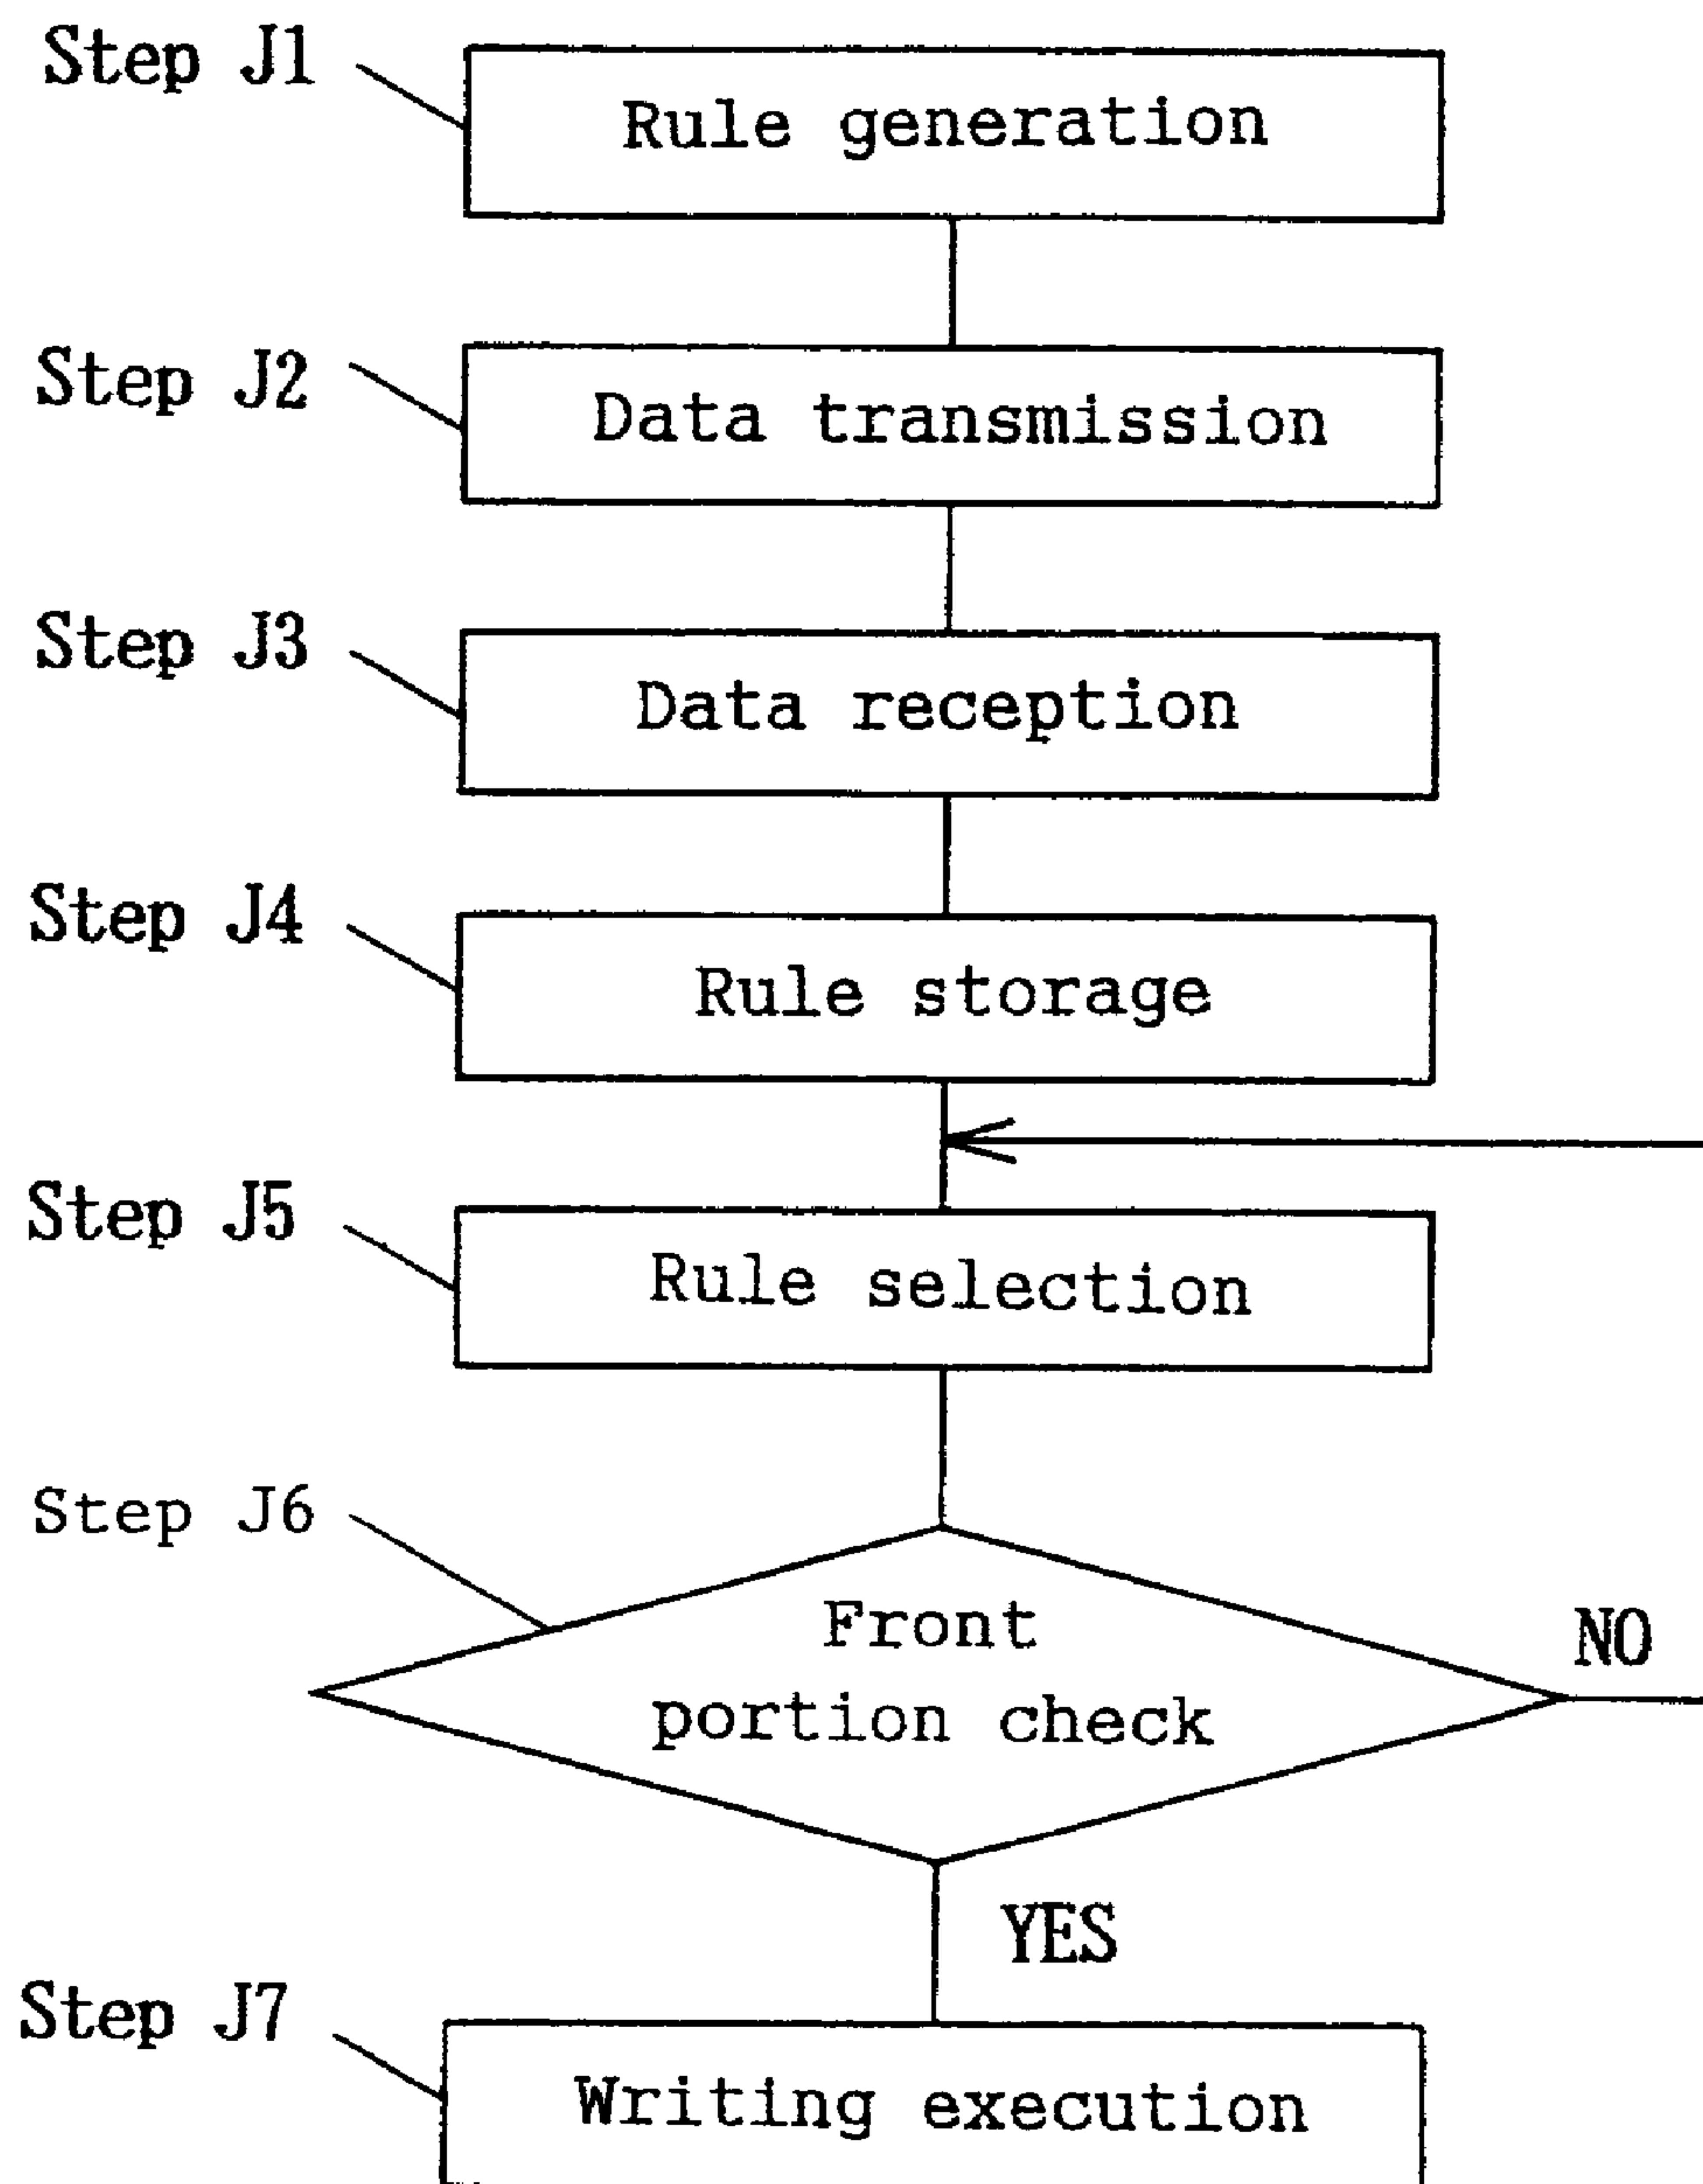 Step J1
Rule generation
Step J2
Data transmission
Step J3
Data reception
Step J4
Rule storage
Step J5
Rule selection
Step J6
Front
portion check
NO
YES
Step J7
Writing execution